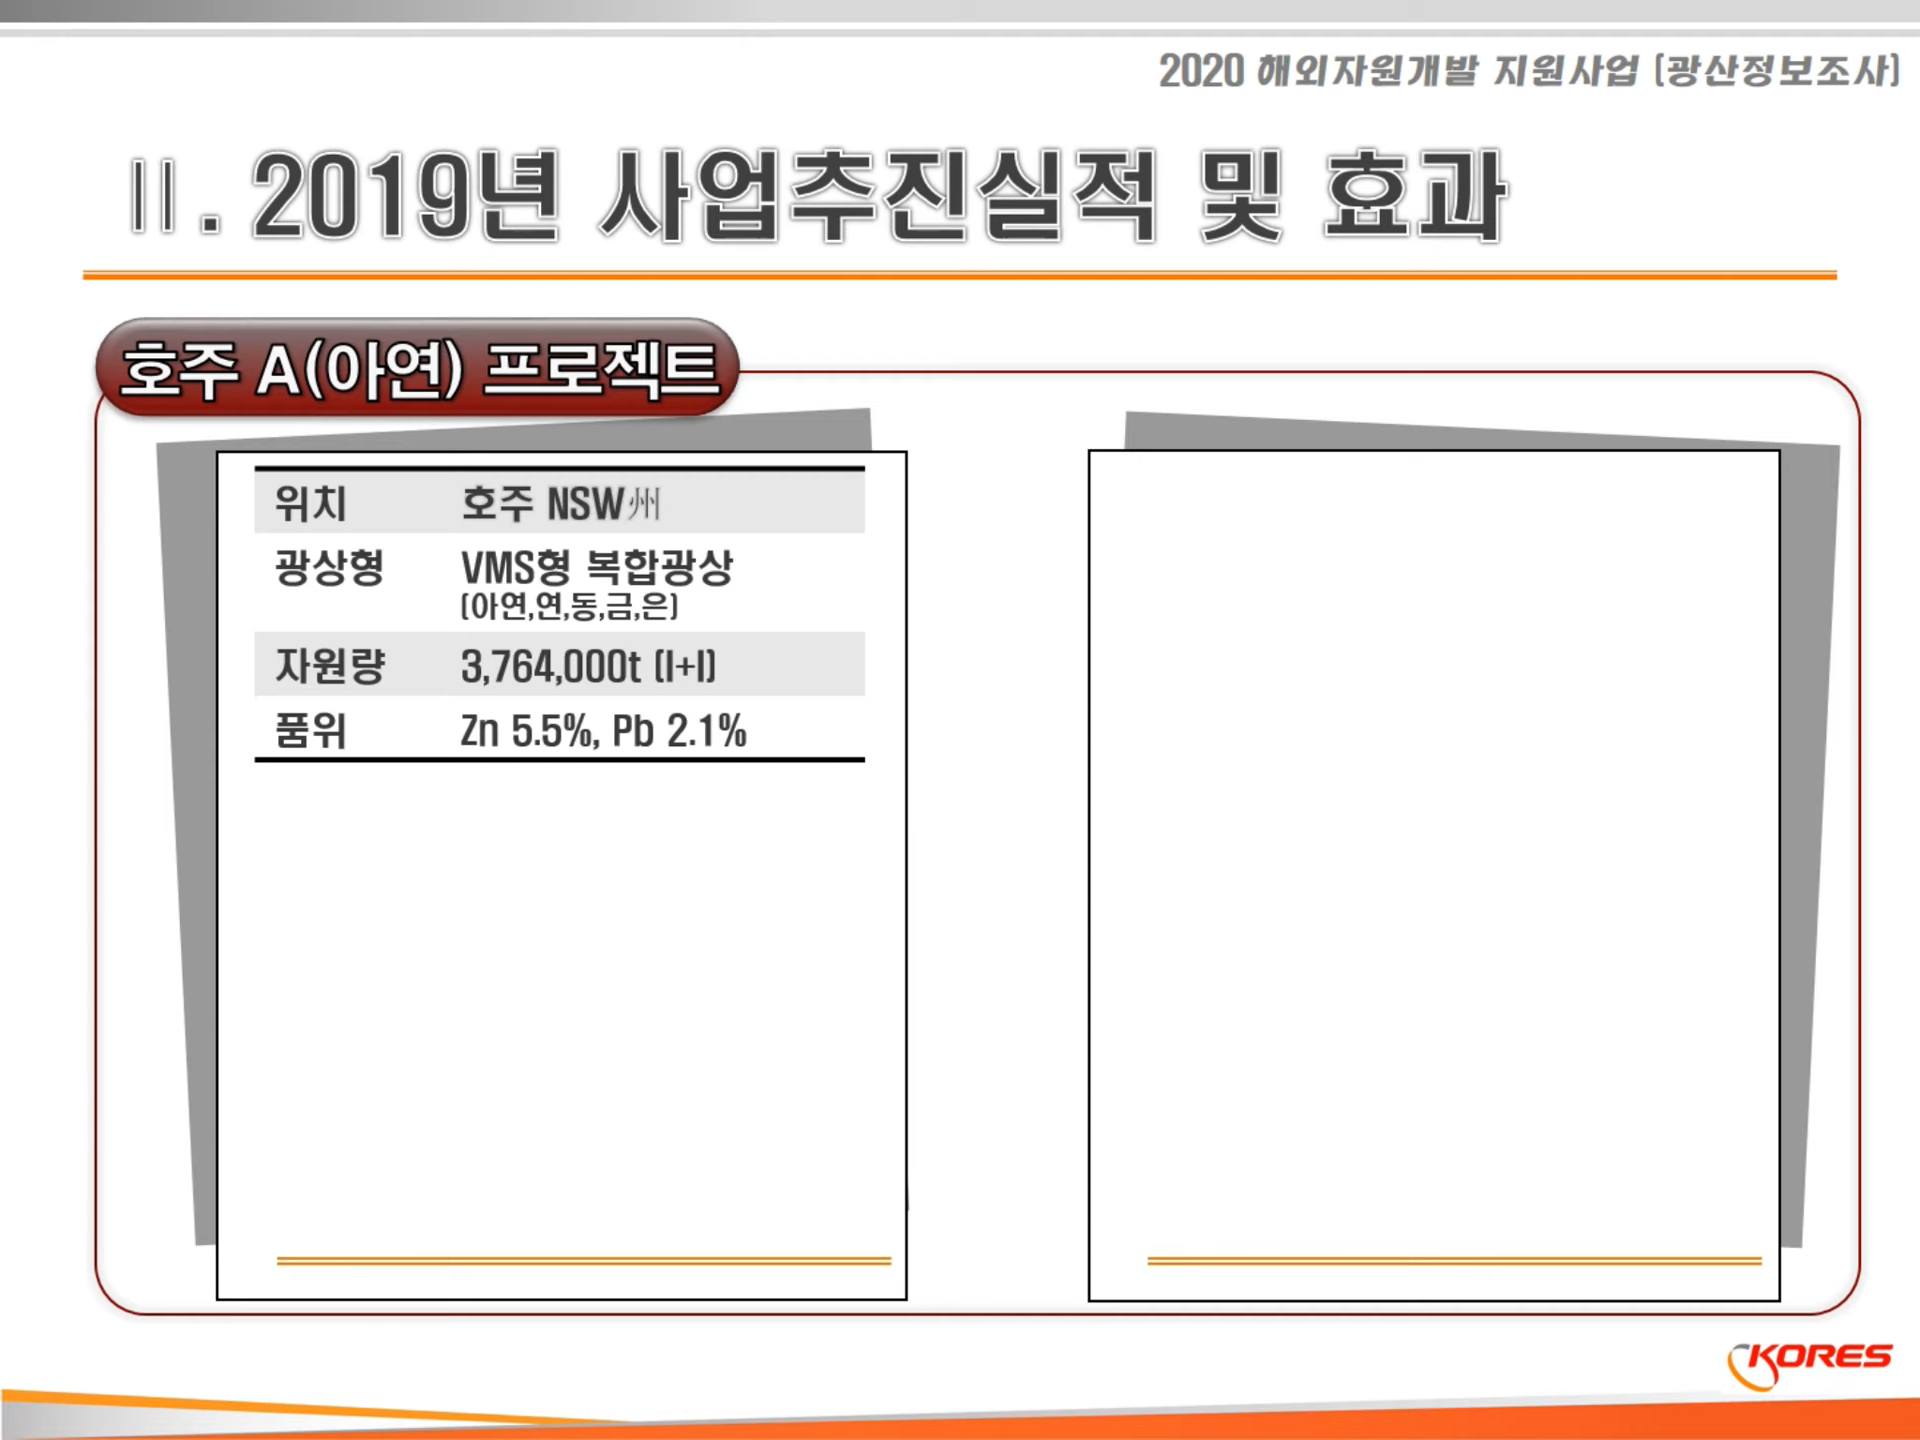 2020 해외자원개발 지원사업 (광산정보조사)
Ⅱ. 2019년 사업추진실적 및 효과
호주 A(아연) 프로젝트
위치 호주 NSW州
광상형 VMS형 복합광상
(아연,연,동,금,은)
자원량 3,764,000t (I+I)
품위 Zn 5.5%, Pb 2.1%
KORES